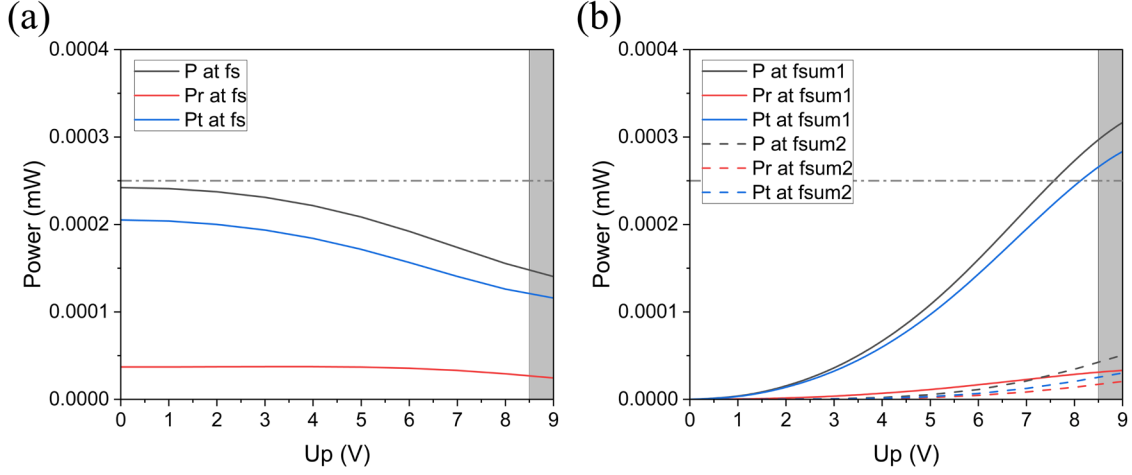 (a)
0.0004
0.0003
0.0002
0.0001
0.0000
Power (mW)
P at fs
Pr at fs
Pt at fs
0 1 2 3 4 5 6 7 8 9
Up (V)
(b)
0.0004
0.0003
0.0002
0.0001
0.0000
Power (mW)
P at fsum1
Pr at fsum1
Pt at fsum1
P at fsum2
Pr at fsum2
Pt at fsum2
0 1 2 3 4 5 6 7 8 9
Up (V)